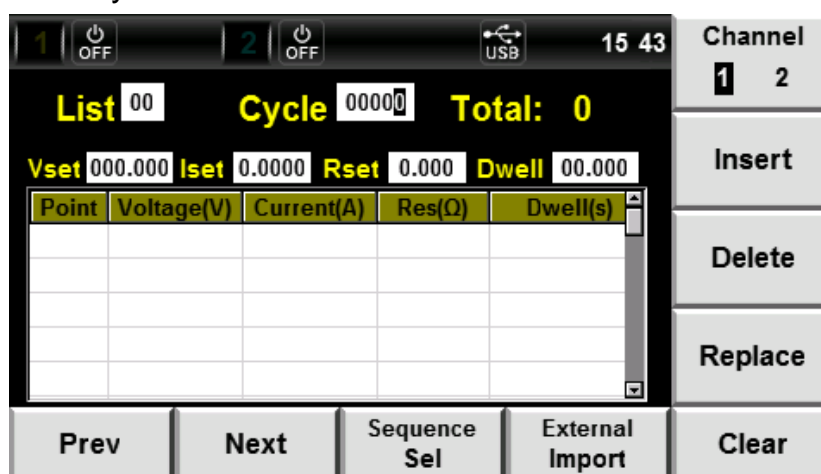 1 OFF 2 OFF USB 15 43
Channel
1 2
List 00 Cycle 00000 Total: 0
Vset 000.000 Iset 0.0000 Rset 0.000 Dwell 00.000
Point Voltage(V) Current(A) Res(Ω) Dwell(s)
Insert
Delete
Replace
Prev
Next
Sequence
Sel
External
Import
Clear